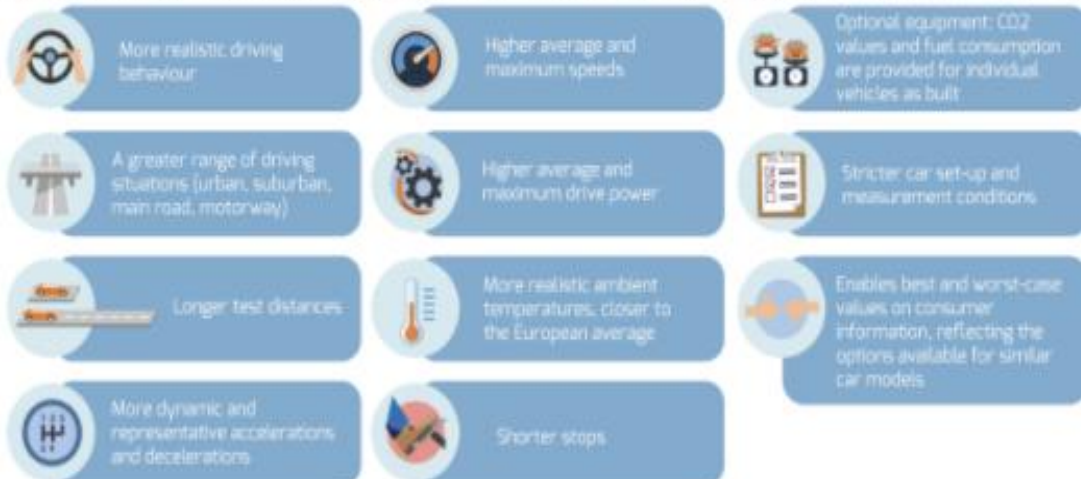 More realistic driving
behaviour
A greater range of driving
situations (urban, suburban,
main road, motorway)
Longer test distances
More dynamic and
representative accelerations
and decelerations
Higher average and
maximum speeds
Higher average and
maximum drive power
More realistic ambient
temperatures, closer to
the European average
Shorter stops
Optional equipment: CO2
values and fuel consumption
are provided for individual
vehicles as built
Stricter car set-up and
measurement conditions
Enables best and worst-case
values on consumer
information, reflecting the
options available for similar
car models